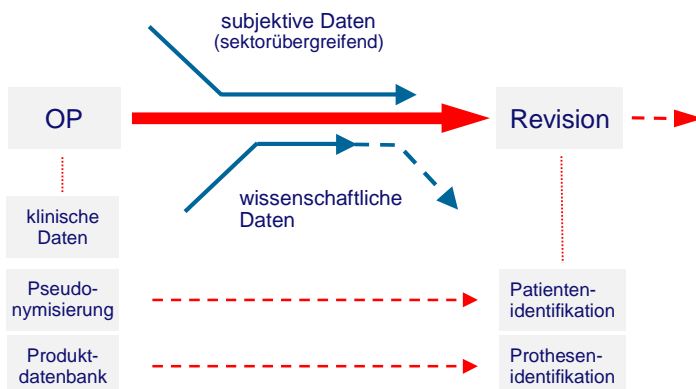 subjektive Daten
(sektorübergreifend)
OP
Revision
wissenschaftliche
Daten
klinische
Daten
Pseudo-
nymisierung
Patienten-
identifikation
Produkt-
datenbank
Prothesen-
identifikation